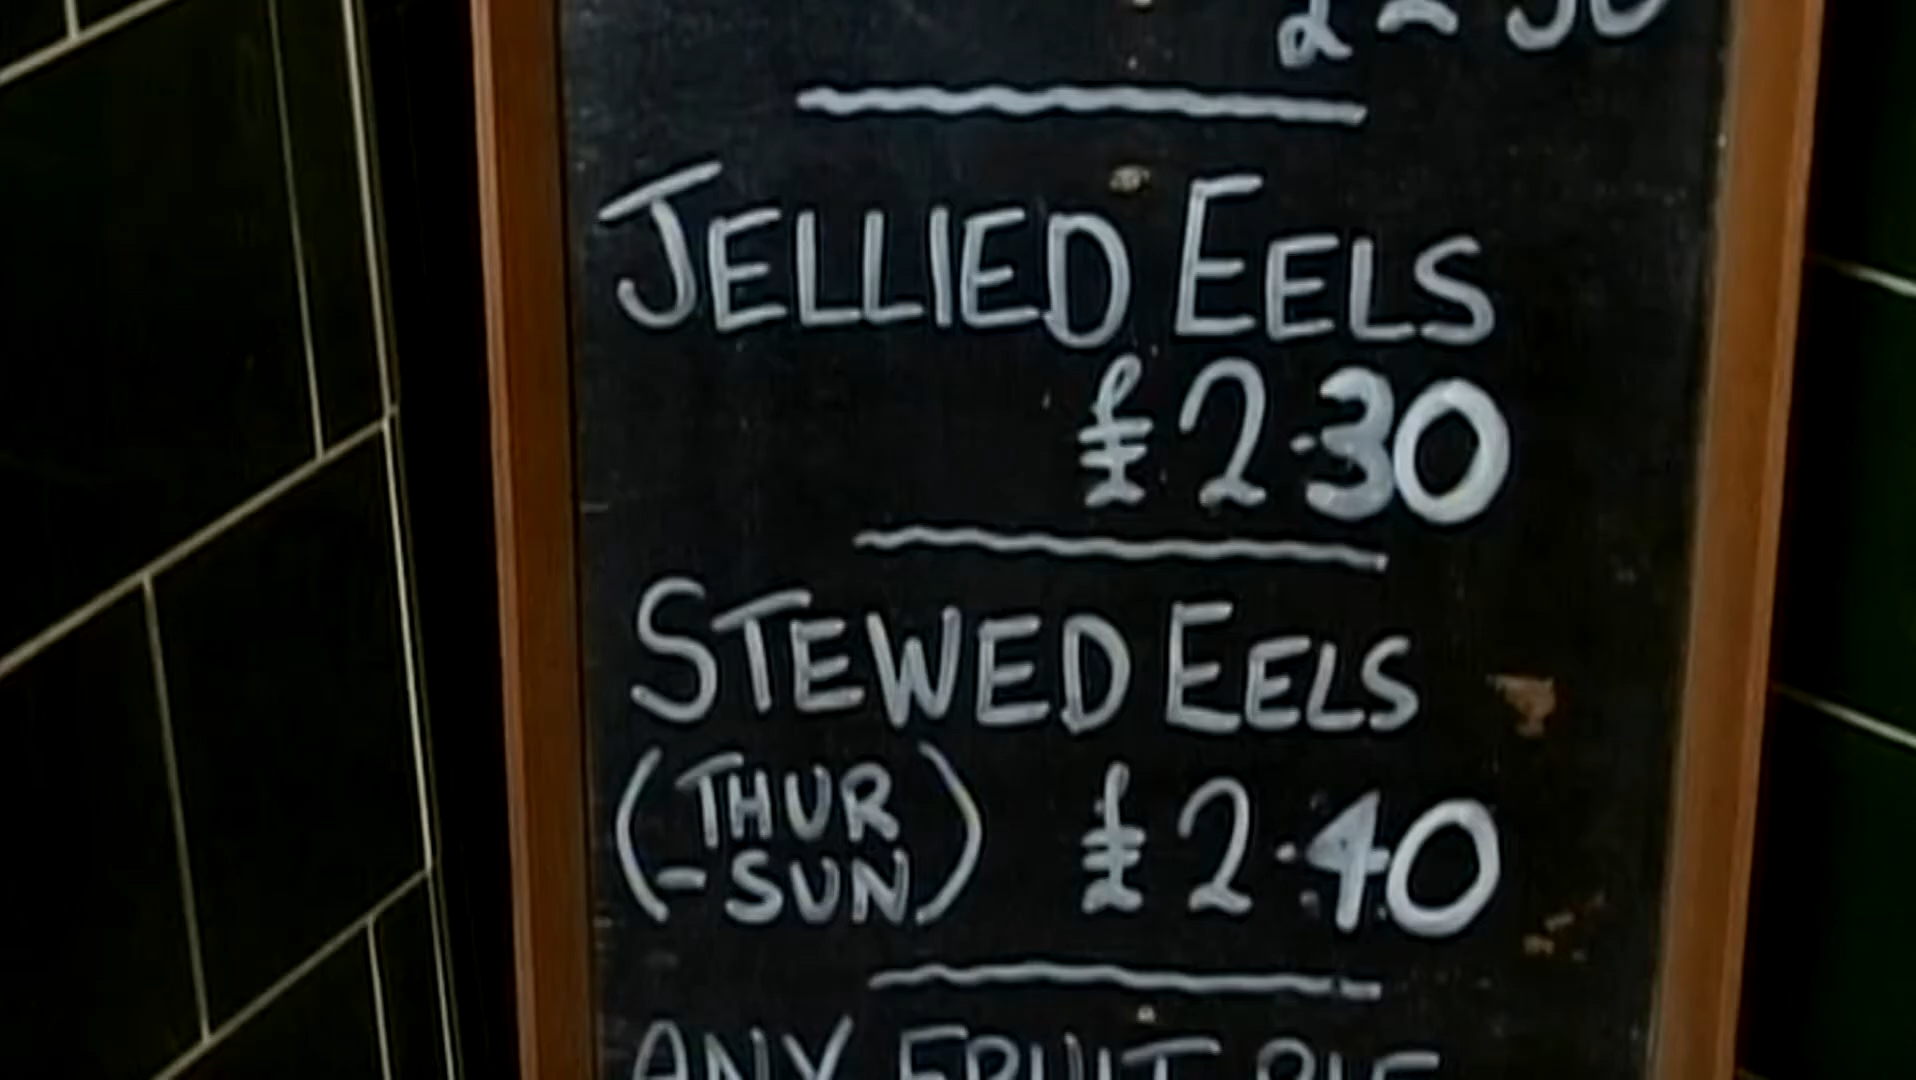 JELLIED EELS
£2.30
STEWED EELS
(THUR
-SUN) £2.40
ANY FRUIT PIE